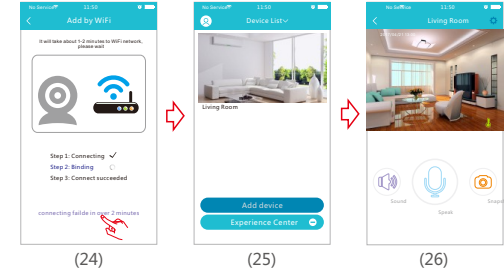 No Service 11:50
Add by WiFi
It will take about 1-2 minutes to WiFi network,
please wait
Step 1: Connecting
Step 2: Binding
Step 3: Connect succeeded
connecting failde in over 2 minutes
(24)
No Service 11:50
Device List
Living Room
Add device
Experience Center
(25)
No Service 11:50
Living Room
Sound
Speak
Snaps
(26)